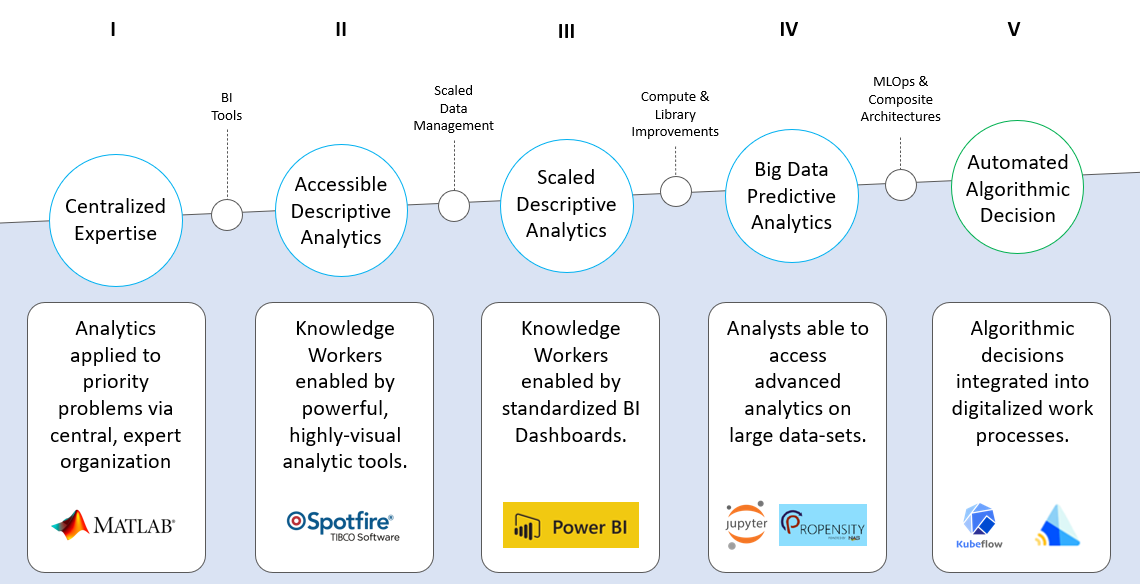 I
II
III
IV
V
BI
Tools
Scaled
Data
Management
Compute &
Library
Improvements
MLOps &
Composite
Architectures
Centralized
Expertise
Accessible
Descriptive
Analytics
Scaled
Descriptive
Analytics
Big Data
Predictive
Analytics
Automated
Algorithmic
Decision
Analytics
applied to
priority
problems via
central, expert
organization
MATLAB®
Knowledge
Workers
enabled by
powerful,
highly-visual
analytic tools.
Spotfire®
TIBCO Software
Knowledge
Workers
enabled by
standardized BI
Dashboards.
Power BI
Analysts able to
access
advanced
analytics on
large data-sets.
jupyter
PROPENSITY
Algorithmic
decisions
integrated into
digitalized work
processes.
Kubeflow